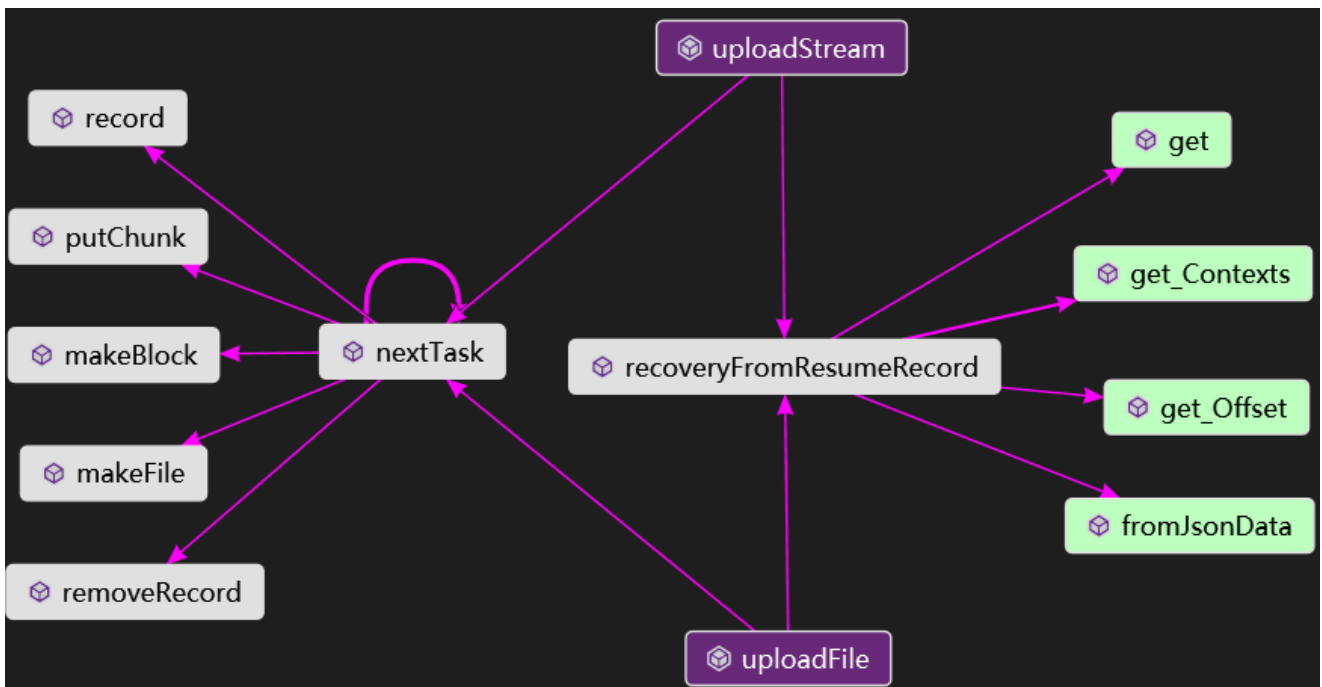 uploadStream
record
get
putChunk
get_Contexts
makeBlock
nextTask
recoveryFromResumeRecord
get_Offset
makeFile
fromJsonData
removeRecord
uploadFile